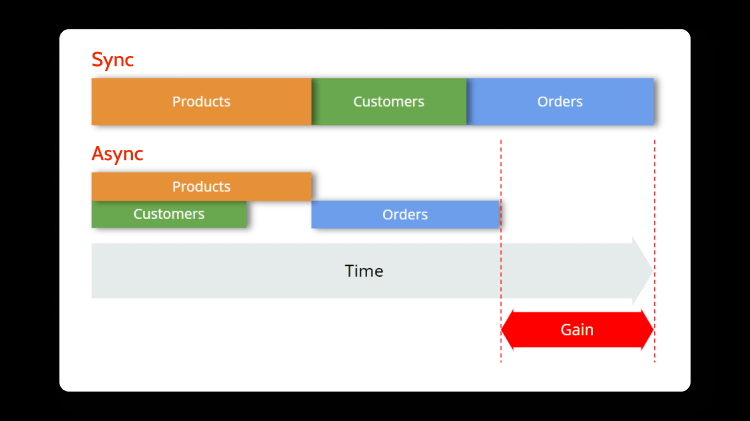 Sync
Products Customers Orders
Async
Products
Customers Orders
Time
Gain